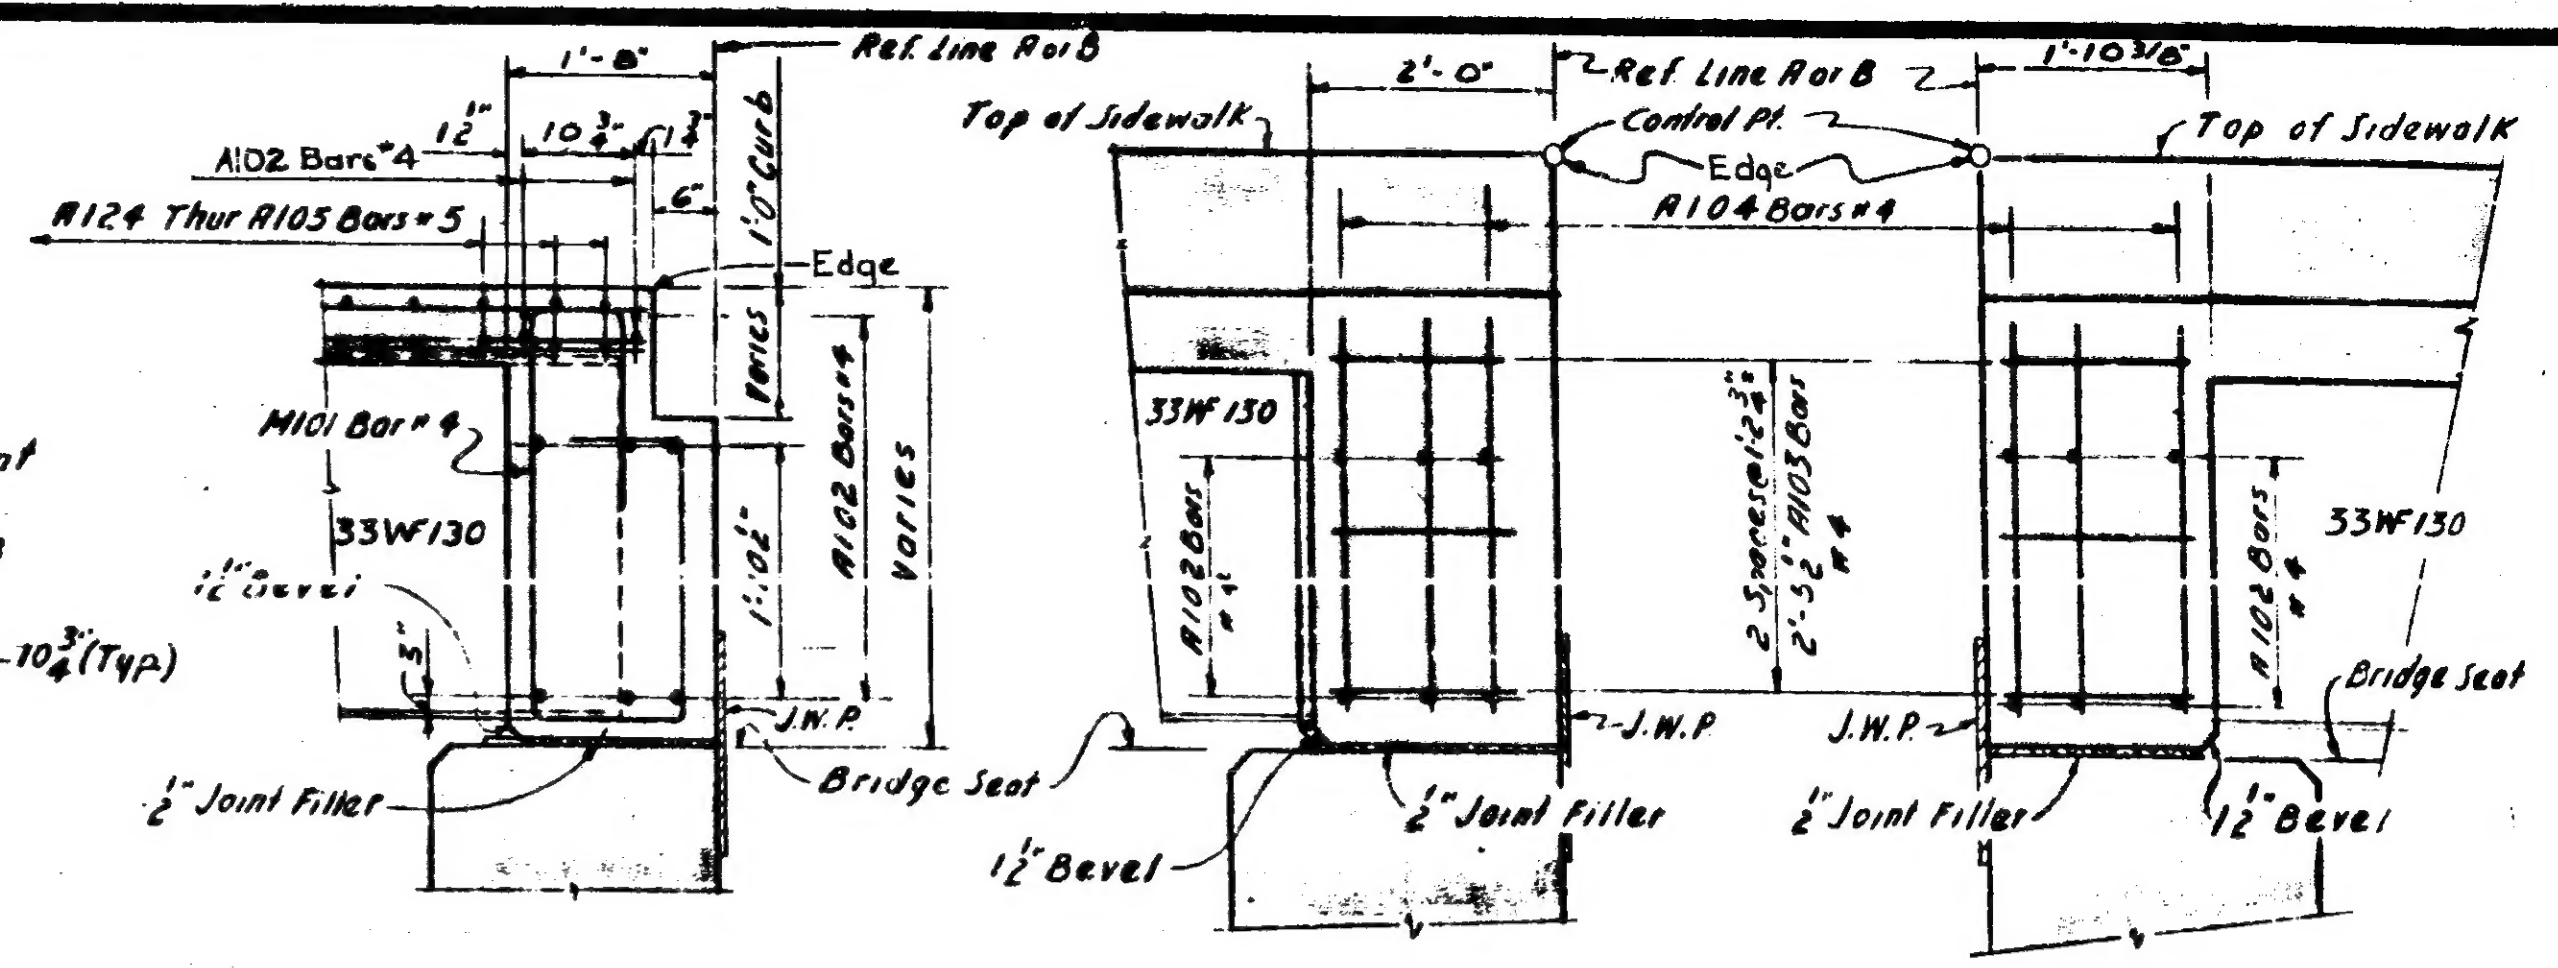 1'-8"
Ref. Line A or B
1 1/2"
10 3/4"
1 3/4"
A102 Bars #4
6"
1'-0" Curb
A124 Thur A105 Bars #5
Edge
Varies
M101 Bar #4
A102 Bars #4
Varies
33WF130
1'-10 1/2"
1 1/2" Bevel
3"
10 3/4" (Typ.)
J.W.P.
1/2" Joint Filler
Bridge Seat
2'-0"
Ref. Line A or B
1'-10 3/8"
Top of Sidewalk
Control Pt.
Top of Sidewalk
Edge
A104 Bars #4
33WF130
2 Spaces @ 1'-2 3/4"
2'-5 1/2" A103 Bars
#4
A102 Bars
#4
A102 Bars
#4
33WF130
Bridge Seat
J.W.P.
J.W.P.
1/2" Joint Filler
1/2" Joint Filler
1 1/2" Bevel
1 1/2" Bevel